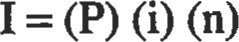 I = (P) (i) (n)